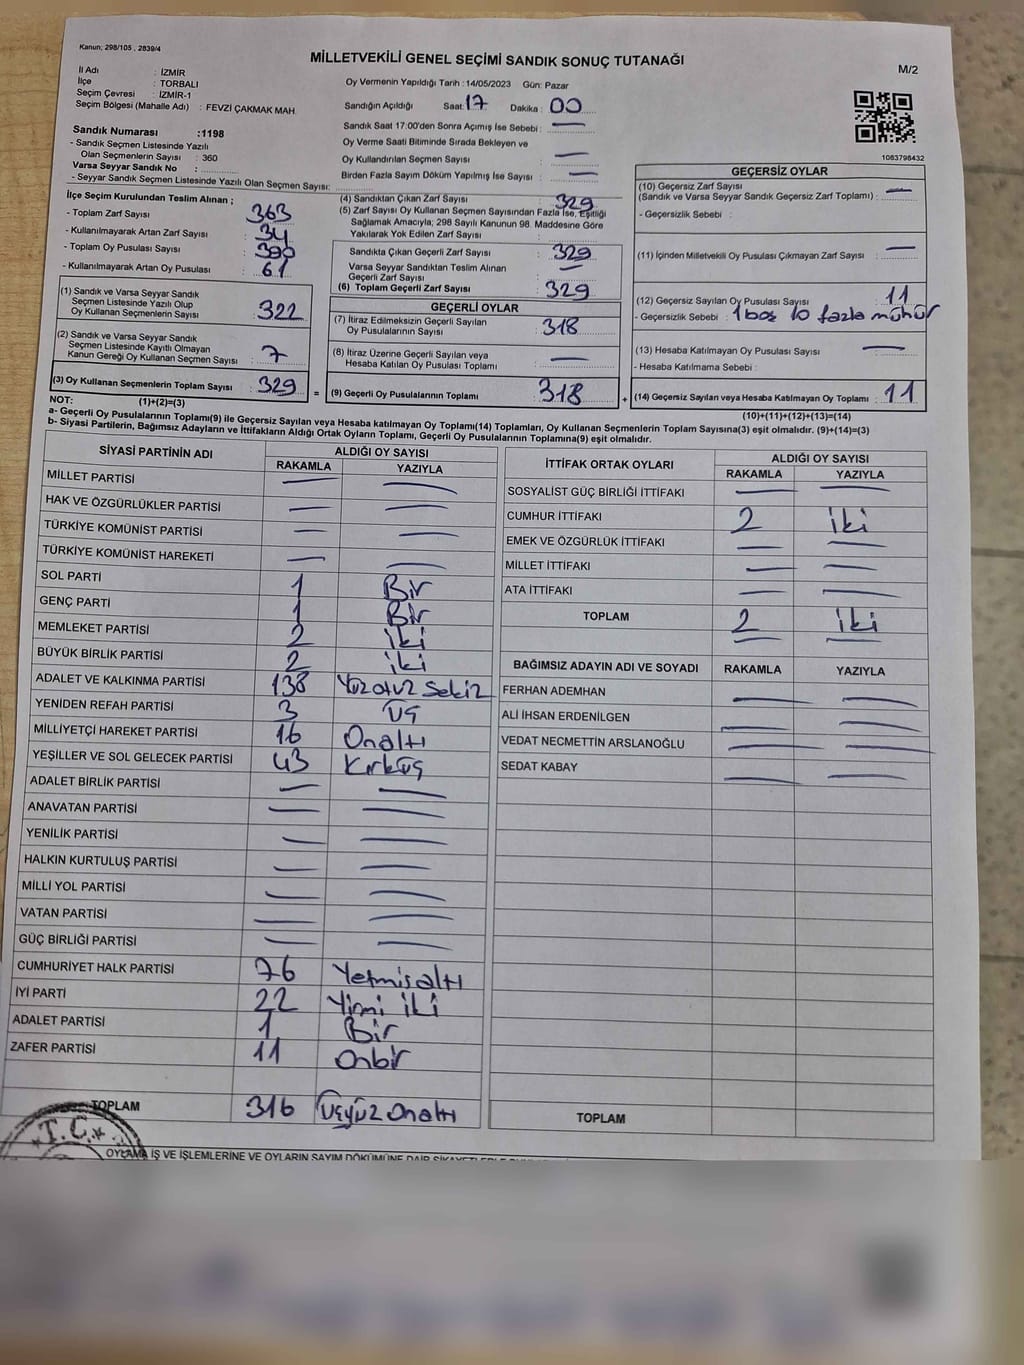 Kanun; 298/105 , 2839/4
MİLLETVEKİLİ GENEL SEÇİMİ SANDIK SONUÇ TUTANAĞI
M/2
İl Adı : İZMİR
İlçe : TORBALI
Seçim Çevresi : İZMİR-1
Seçim Bölgesi (Mahalle Adı) : FEVZİ ÇAKMAK MAH.
Sandık Numarası :1198
- Sandık Seçmen Listesinde Yazılı
Olan Seçmenlerin Sayısı : 360
Varsa Seyyar Sandık No :
- Seyyar Sandık Seçmen Listesinde Yazılı Olan Seçmen Sayısı:
Oy Vermenin Yapıldığı Tarih : 14/05/2023 Gün: Pazar
Sandığın Açıldığı Saat: 17 Dakika : 00
Sandık Saat 17:00'den Sonra Açımış İse Sebebi : —
Oy Verme Saati Bitiminde Sırada Bekleyen ve
Oy Kullandırılan Seçmen Sayısı : —
Birden Fazla Sayım Döküm Yapılmış İse Sayısı : —
1083798432
İlçe Seçim Kurulundan Teslim Alınan ;
- Toplam Zarf Sayısı : 363
- Kullanılmayarak Artan Zarf Sayısı : 34
- Toplam Oy Pusulası Sayısı : 390
- Kullanılmayarak Artan Oy Pusulası : 61
(1) Sandık ve Varsa Seyyar Sandık
Seçmen Listesinde Yazılı Olup
Oy Kullanan Seçmenlerin Sayısı : 322
(2) Sandık ve Varsa Seyyar Sandık
Seçmen Listesinde Kayıtlı Olmayan
Kanun Gereği Oy Kullanan Seçmen Sayısı : 7
(3) Oy Kullanan Seçmenlerin Toplam Sayısı : 329 =
(4) Sandıktan Çıkan Zarf Sayısı : 329
(5) Zarf Sayısı Oy Kullanan Seçmen Sayısından Fazla İse, Eşitliği
Sağlamak Amacıyla; 298 Sayılı Kanunun 98. Maddesine Göre
Yakılarak Yok Edilen Zarf Sayısı :
Sandıkta Çıkan Geçerli Zarf Sayısı : 329
Varsa Seyyar Sandıktan Teslim Alınan
Geçerli Zarf Sayısı : —
(6) Toplam Geçerli Zarf Sayısı : 329
GEÇERLİ OYLAR
(7) İtiraz Edilmeksizin Geçerli Sayılan
Oy Pusulalarının Sayısı : 318
(8) İtiraz Üzerine Geçerli Sayılan veya
Hesaba Katılan Oy Pusulası Toplamı : —
(9) Geçerli Oy Pusulalarının Toplamı : 318 +
GEÇERSİZ OYLAR
(10) Geçersiz Zarf Sayısı
(Sandık ve Varsa Seyyar Sandık Geçersiz Zarf Toplamı) : —
- Geçersizlik Sebebi :
(11) İçinden Milletvekili Oy Pusulası Çıkmayan Zarf Sayısı : —
(12) Geçersiz Sayılan Oy Pusulası Sayısı : 11
- Geçersizlik Sebebi : 1 boş 10 fazla mühür
(13) Hesaba Katılmayan Oy Pusulası Sayısı : —
- Hesaba Katılmama Sebebi :
(14) Geçersiz Sayılan veya Hesaba Katılmayan Oy Toplamı : 11
NOT: (1)+(2)=(3)
(10)+(11)+(12)+(13)=(14)
a- Geçerli Oy Pusulalarının Toplamı(9) ile Geçersiz veya Hesaba katılmayan Oy Toplamı(14) Toplamları, Oy Kullanan Seçmenlerin Toplam Sayısına(3) eşit olmalıdır. (9)+(14)=(3)
b- Siyasi Partilerin, Bağımsız Adayların ve İttifakların Aldığı Ortak Oyların Toplamı, Geçerli Oy Pusulalarının Toplamına(9) eşit olmalıdır.
SİYASİ PARTİNİN ADI ALDIĞI OY SAYISI
RAKAMLA YAZIYLA
MİLLET PARTİSİ — —
HAK VE ÖZGÜRLÜKLER PARTİSİ — —
TÜRKİYE KOMÜNİST PARTİSİ — —
TÜRKİYE KOMÜNİST HAREKETİ — —
SOL PARTİ 1 Bir
GENÇ PARTİ 1 Bir
MEMLEKET PARTİSİ 2 iki
BÜYÜK BİRLİK PARTİSİ 2 iki
ADALET VE KALKINMA PARTİSİ 138 Yüzotuz sekiz
YENİDEN REFAH PARTİSİ 3 üç
MİLLİYETÇİ HAREKET PARTİSİ 16 Onaltı
YEŞİLLER VE SOL GELECEK PARTİSİ 43 Kırküç
ADALET BİRLİK PARTİSİ — —
ANAVATAN PARTİSİ — —
YENİLİK PARTİSİ — —
HALKIN KURTULUŞ PARTİSİ — —
MİLLİ YOL PARTİSİ — —
VATAN PARTİSİ — —
GÜÇ BİRLİĞİ PARTİSİ — —
CUMHURİYET HALK PARTİSİ 76 Yetmişaltı
İYİ PARTİ 22 Yirmi iki
ADALET PARTİSİ 1 Bir
ZAFER PARTİSİ 11 Onbir
TOPLAM 316 Üçyüz Onaltı
İTTİFAK ORTAK OYLARI ALDIĞI OY SAYISI
RAKAMLA YAZIYLA
SOSYALİST GÜÇ BİRLİĞİ İTTİFAKI — —
CUMHUR İTTİFAKI 2 iki
EMEK VE ÖZGÜRLÜK İTTİFAKI — —
MİLLET İTTİFAKI — —
ATA İTTİFAKI — —
TOPLAM 2 iki
BAĞIMSIZ ADAYIN ADI VE SOYADI RAKAMLA YAZIYLA
FERHAN ADEMHAN — —
ALİ İHSAN ERDENİLGEN — —
VEDAT NECMETTİN ARSLANOĞLU — —
SEDAT KABAY — —
TOPLAM
T.C.
OYLAMA İŞ VE İŞLEMLERİNE VE OYLARIN SAYIM DÖKÜMÜNE DAİR